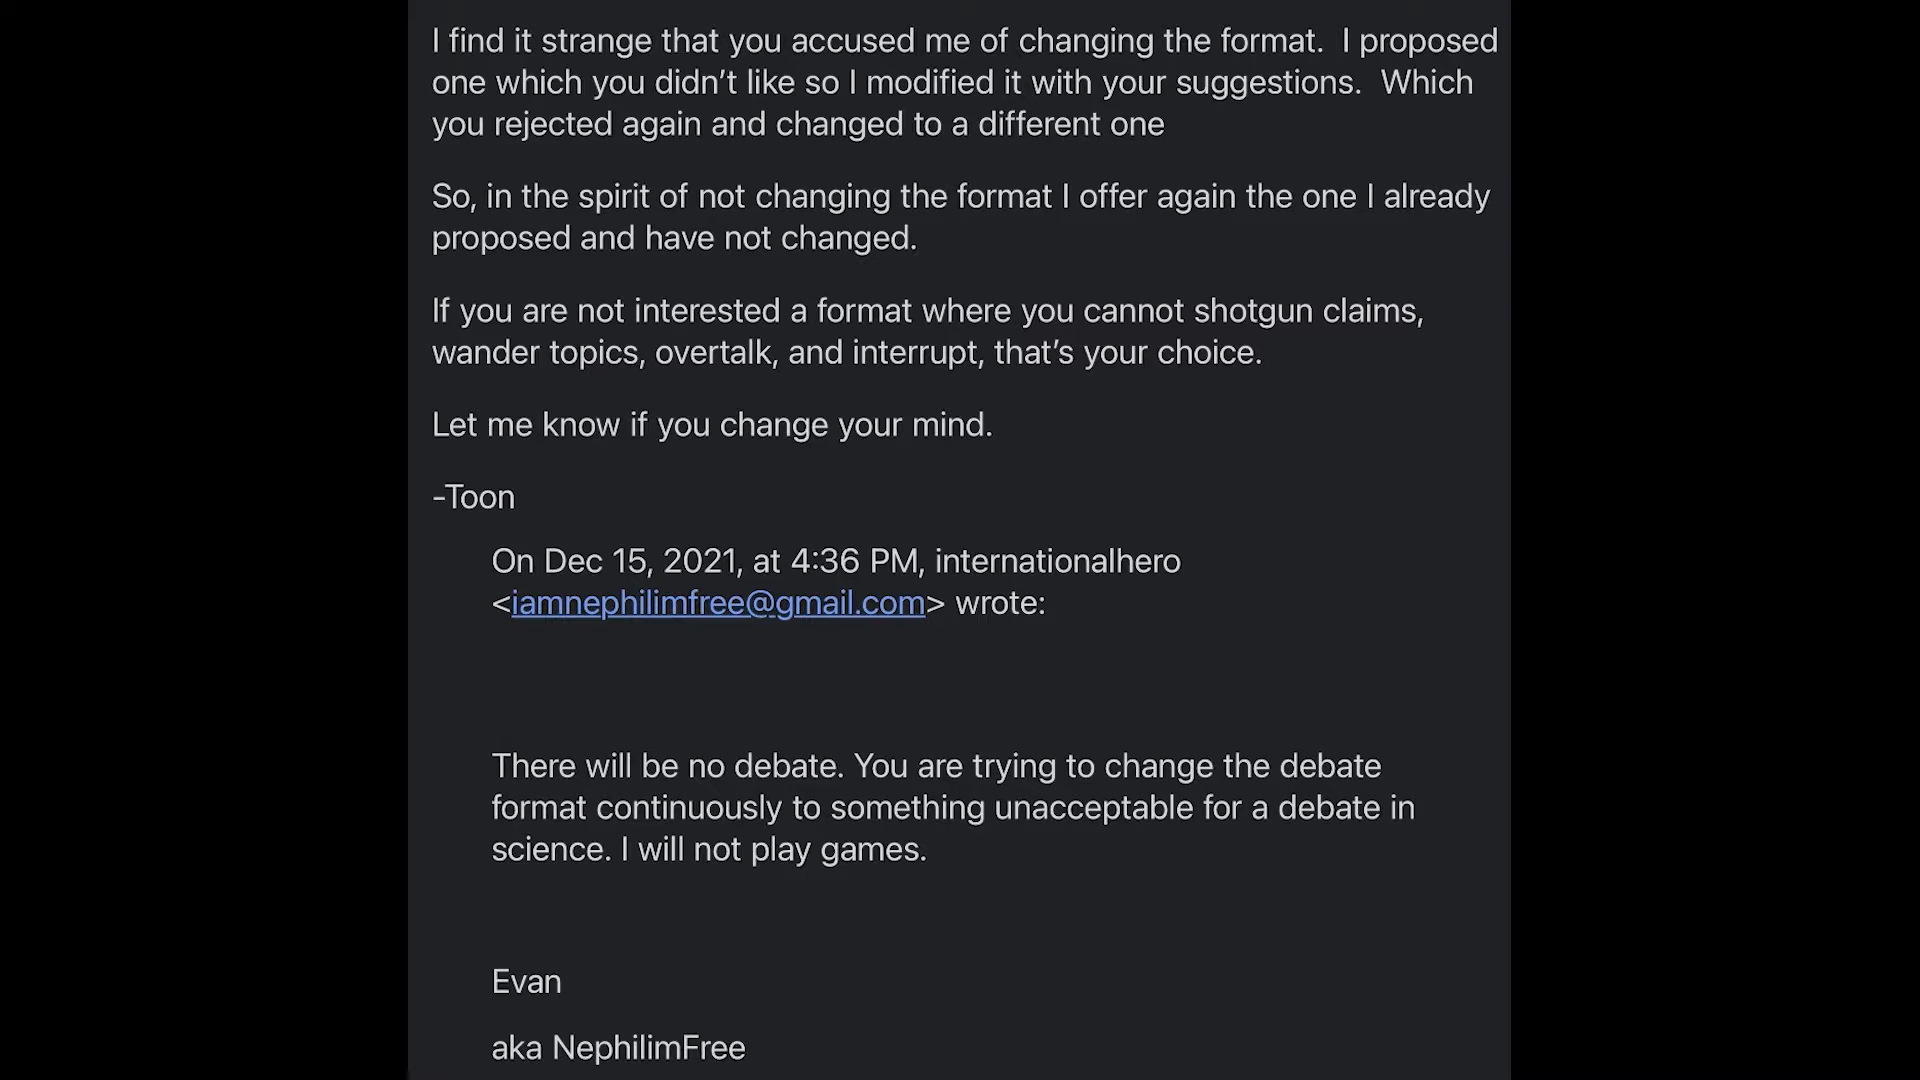 I find it strange that you accused me of changing the format.  I proposed
one which you didn’t like so I modified it with your suggestions.  Which
you rejected again and changed to a different one
So, in the spirit of not changing the format I offer again the one I already
proposed and have not changed.
If you are not interested a format where you cannot shotgun claims,
wander topics, overtalk, and interrupt, that’s your choice.
Let me know if you change your mind.
-Toon
On Dec 15, 2021, at 4:36 PM, internationalhero
<iamnephilimfree@gmail.com> wrote:
There will be no debate. You are trying to change the debate
format continuously to something unacceptable for a debate in
science. I will not play games.
Evan
aka NephilimFree